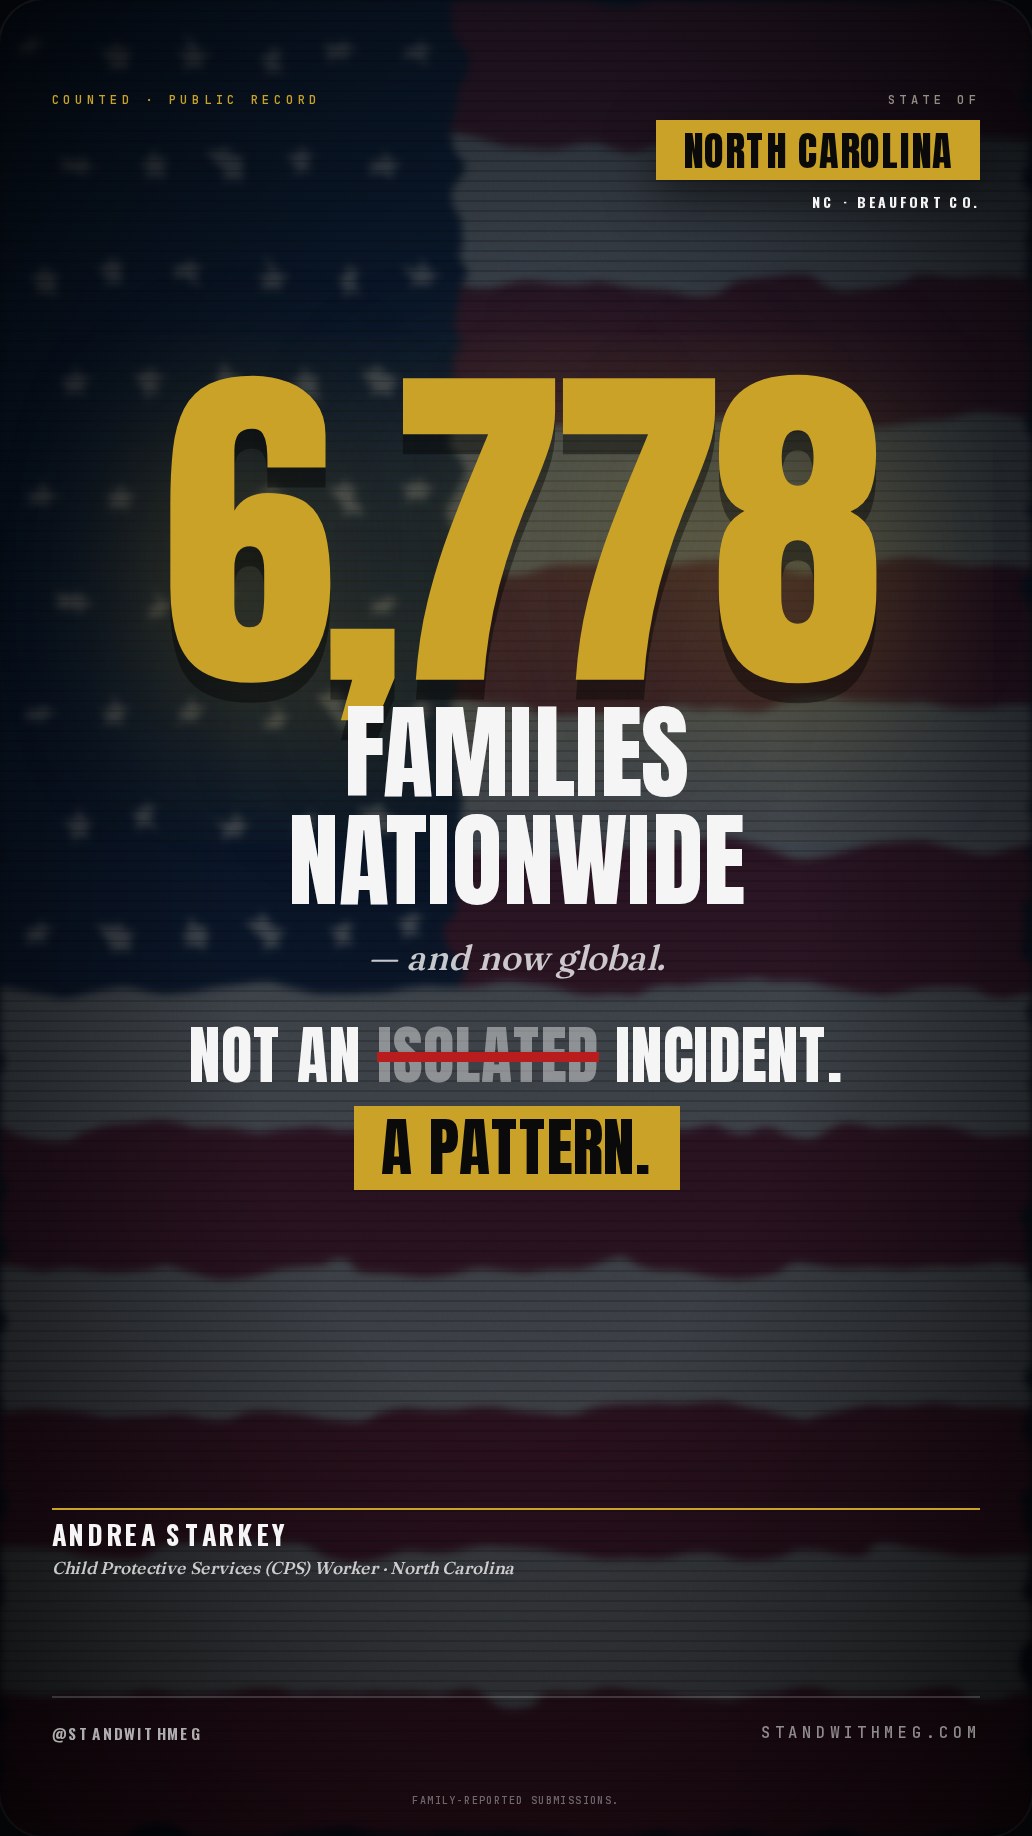 COUNTED · PUBLIC RECORD
STATE OF
NORTH CAROLINA
NC · BEAUFORT CO.
6,778
FAMILIES
NATIONWIDE
— and now global.
NOT AN ISOLATED INCIDENT.
A PATTERN.
ANDREA STARKEY
Child Protective Services (CPS) Worker · North Carolina
@STANDWITHMEG
STANDWITHMEG.COM
FAMILY-REPORTED SUBMISSIONS.